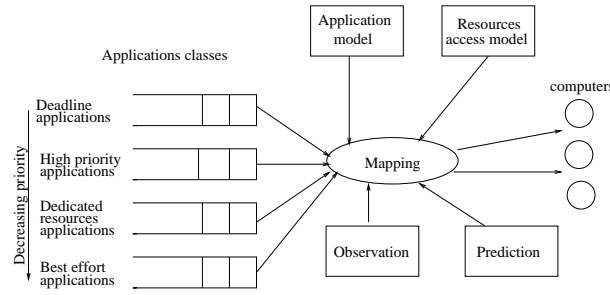 Application
model
Resources
access model
Applications classes
computers
Deadline
applications
High priority
applications
Mapping
Dedicated
resources
applications
Decreasing priority
Best effort
applications
Observation
Prediction